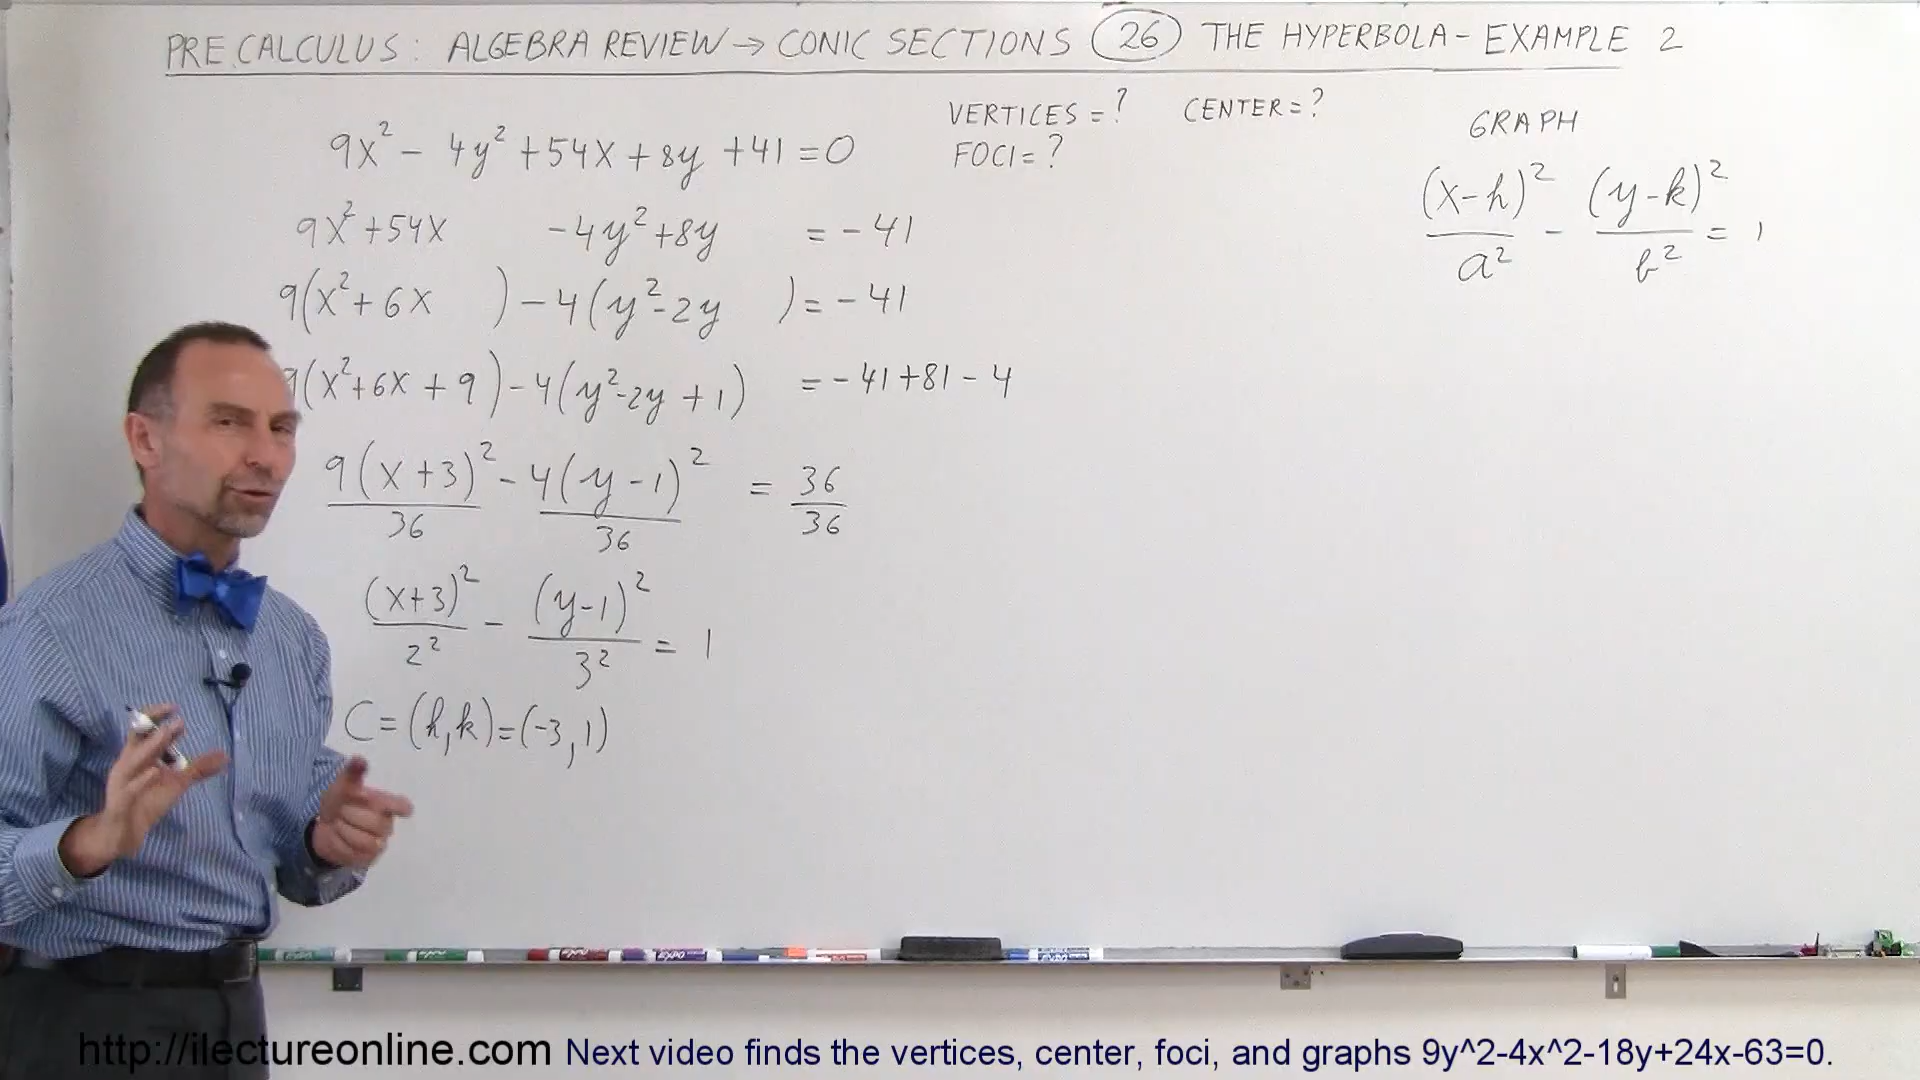 PRE CALCULUS: ALGEBRA REVIEW → CONIC SECTIONS (26) THE HYPERBOLA - EXAMPLE 2
VERTICES = ? CENTER = ?
FOCI = ?
GRAPH
(x-h)²/a² - (y-k)²/b² = 1
9x² - 4y² + 54x + 8y + 41 = 0
9x² + 54x - 4y² + 8y = -41
9(x² + 6x ) - 4(y² - 2y ) = -41
9(x² + 6x + 9) - 4(y² - 2y + 1) = -41 + 81 - 4
9(x + 3)²/36 - 4(y - 1)²/36 = 36/36
(x+3)²/2² - (y-1)²/3² = 1
C = (h,k) = (-3,1)
http://ilectureonline.com Next video finds the vertices, center, foci, and graphs 9y^2-4x^2-18y+24x-63=0.